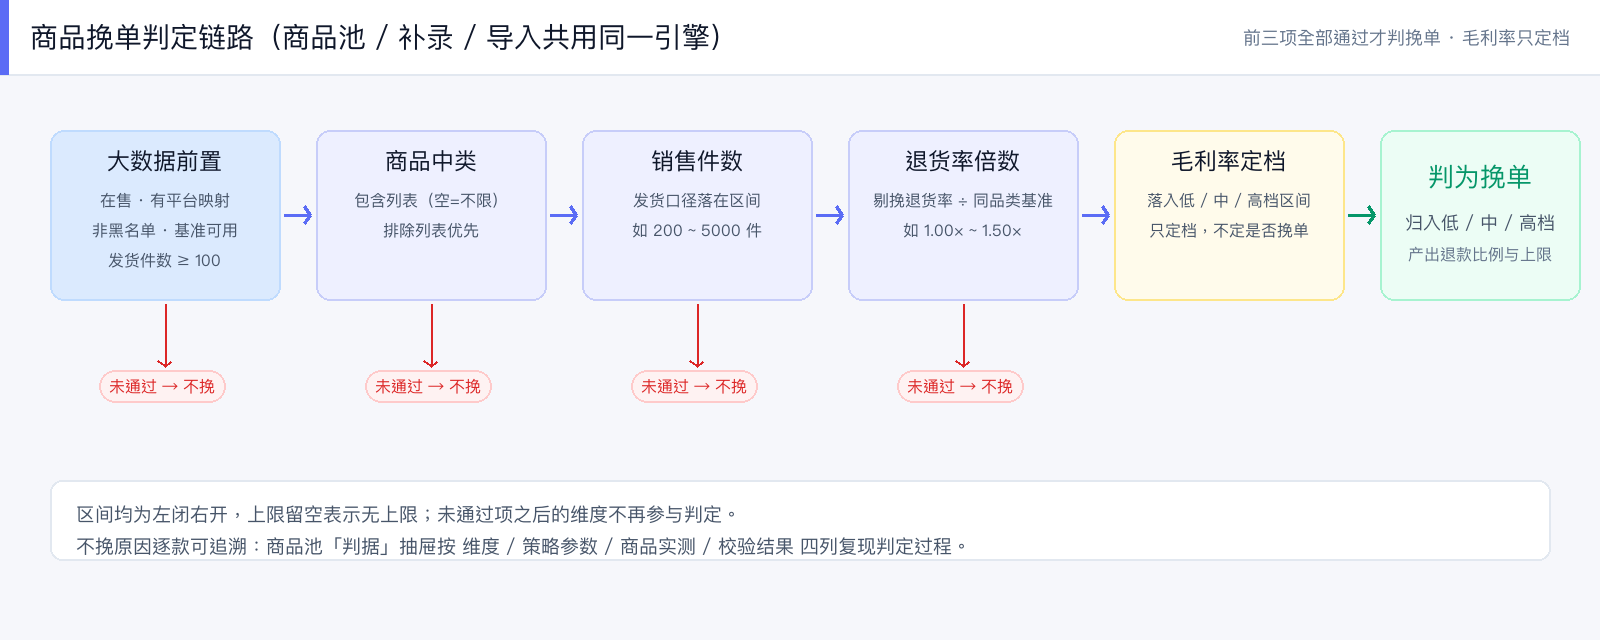 商品挽单判定链路（商品池 / 补录 / 导入共用同一引擎）
前三项全部通过才判挽单 · 毛利率只定档
大数据前置
在售 · 有平台映射
非黑名单 · 基准可用
发货件数 ≥ 100
商品中类
包含列表（空=不限）
排除列表优先
销售件数
发货口径落在区间
如 200 ~ 5000 件
退货率倍数
剔挽退货率 ÷ 同品类基准
如 1.00× ~ 1.50×
毛利率定档
落入低 / 中 / 高档区间
只定档，不定是否挽单
判为挽单
归入低 / 中 / 高档
产出退款比例与上限
未通过 → 不挽
未通过 → 不挽
未通过 → 不挽
未通过 → 不挽
区间均为左闭右开，上限留空表示无上限；未通过项之后的维度不再参与判定。
不挽原因逐款可追溯：商品池「判据」抽屉按 维度 / 策略参数 / 商品实测 / 校验结果 四列复现判定过程。